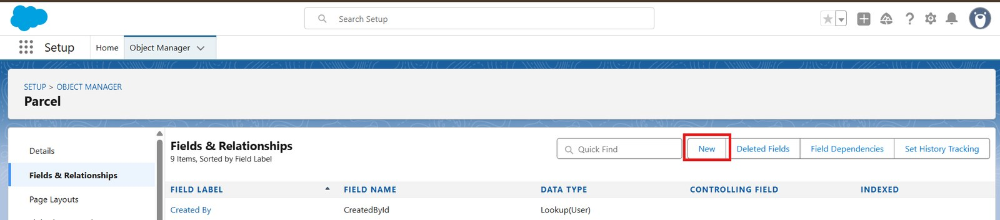 Search Setup
Setup Home Object Manager
SETUP > OBJECT MANAGER
Parcel
Details
Fields & Relationships
Page Layouts
Fields & Relationships
9 Items, Sorted by Field Label
Quick Find
New Deleted Fields Field Dependencies Set History Tracking
FIELD LABEL FIELD NAME DATA TYPE CONTROLLING FIELD INDEXED
Created By CreatedById Lookup(User)